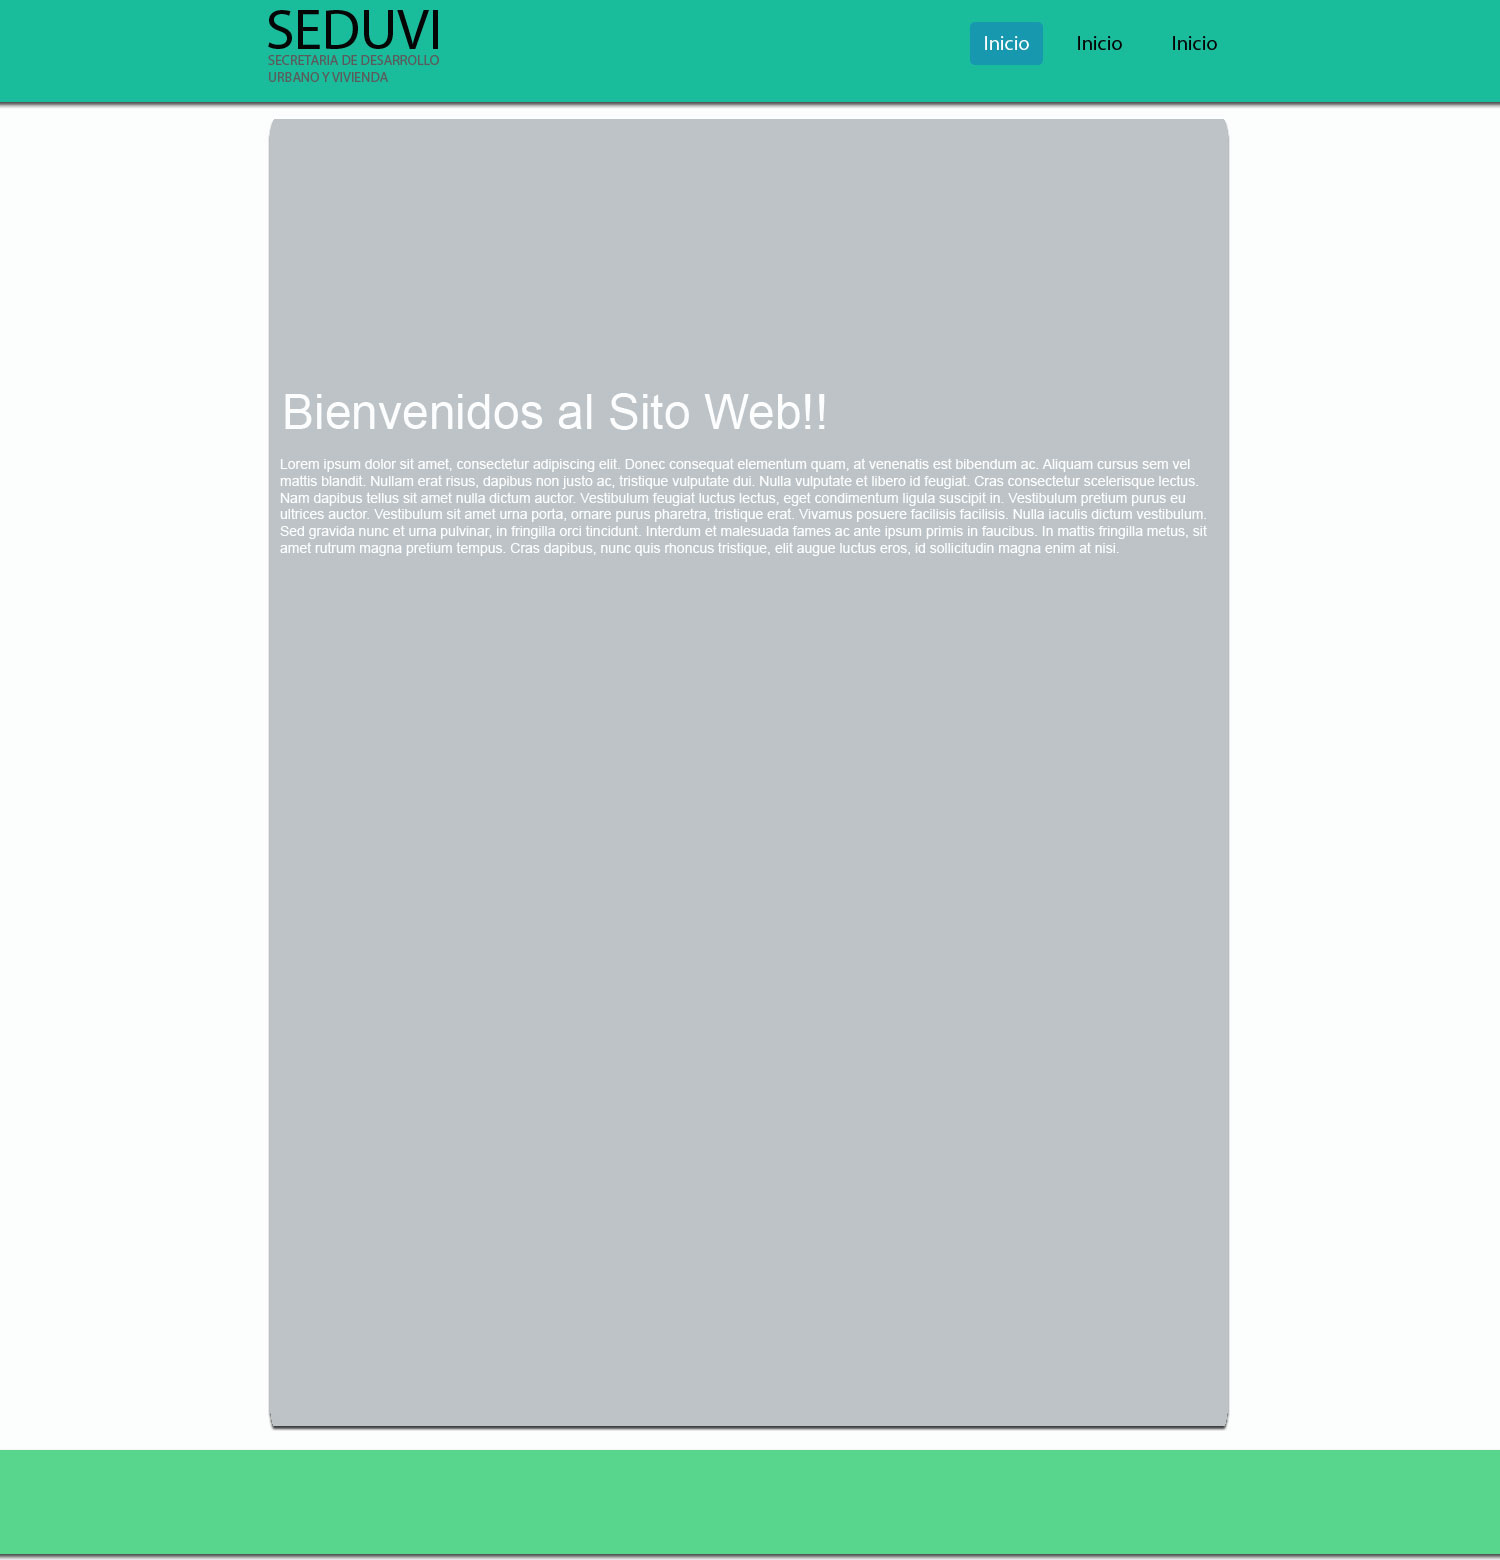 SEDUVI
SECRETARIA DE DESARROLLO
URBANO Y VIVIENDA
Inicio Inicio Inicio
Bienvenidos al Sito Web!!
Lorem ipsum dolor sit amet, consectetur adipiscing elit. Donec consequat elementum quam, at venenatis est bibendum ac. Aliquam cursus sem vel
mattis blandit. Nullam erat risus, dapibus non justo ac, tristique vulputate dui. Nulla vulputate et libero id feugiat. Cras consectetur scelerisque lectus.
Nam dapibus tellus sit amet nulla dictum auctor. Vestibulum feugiat luctus lectus, eget condimentum ligula suscipit in. Vestibulum pretium purus eu
ultrices auctor. Vestibulum sit amet urna porta, ornare purus pharetra, tristique erat. Vivamus posuere facilisis facilisis. Nulla iaculis dictum vestibulum.
Sed gravida nunc et urna pulvinar, in fringilla orci tincidunt. Interdum et malesuada fames ac ante ipsum primis in faucibus. In mattis fringilla metus, sit
amet rutrum magna pretium tempus. Cras dapibus, nunc quis rhoncus tristique, elit augue luctus eros, id sollicitudin magna enim at nisi.